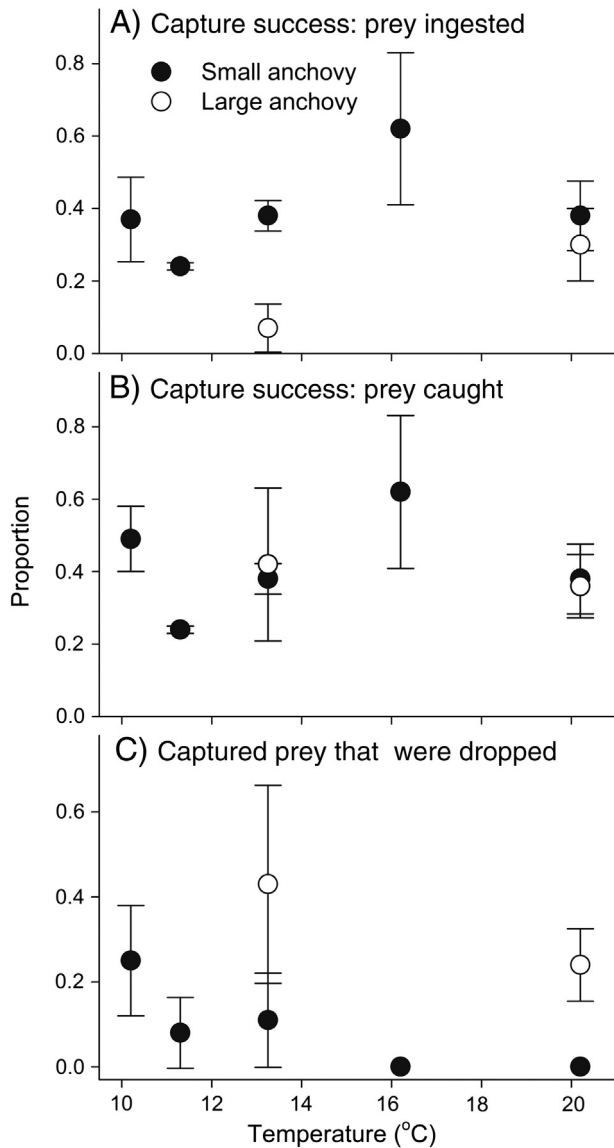 A) Capture success: prey ingested
Small anchovy
Large anchovy
0.8
0.6
0.4
0.2
0.0
B) Capture success: prey caught
0.8
0.6
0.4
0.2
0.0
Proportion
C) Captured prey that were dropped
0.6
0.4
0.2
0.0
10 12 14 16 18 20
Temperature (°C)